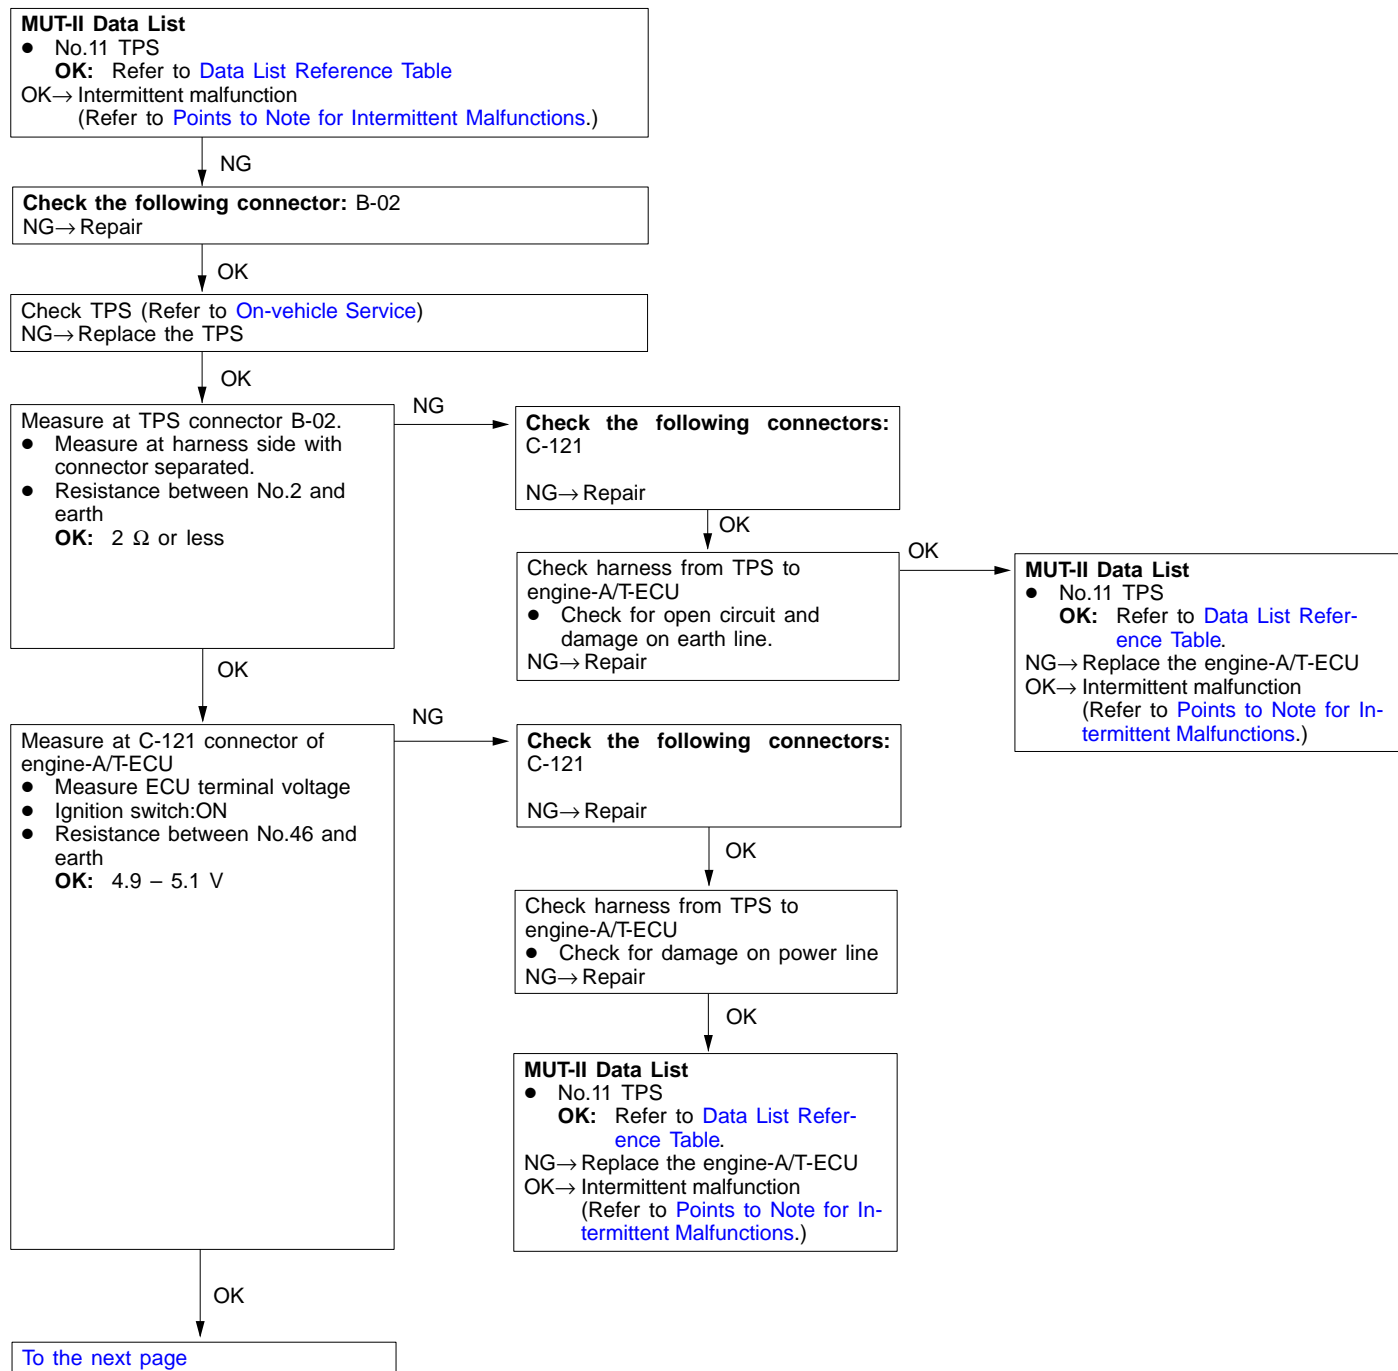 MUT-II Data List
● No.11 TPS
OK: Refer to Data List Reference Table
OK→ Intermittent malfunction
(Refer to Points to Note for Intermittent Malfunctions.)
NG
Check the following connector: B-02
NG→ Repair
OK
Check TPS (Refer to On-vehicle Service)
NG→ Replace the TPS
OK
Measure at TPS connector B-02.
● Measure at harness side with
connector separated.
● Resistance between No.2 and
earth
OK: 2 Ω or less
NG
Check the following connectors:
C-121
NG→ Repair
OK
Check harness from TPS to
engine-A/T-ECU
● Check for open circuit and
damage on earth line.
NG→ Repair
OK
MUT-II Data List
● No.11 TPS
OK: Refer to Data List Refer-
ence Table.
NG→ Replace the engine-A/T-ECU
OK→ Intermittent malfunction
(Refer to Points to Note for In-
termittent Malfunctions.)
OK
Measure at C-121 connector of
engine-A/T-ECU
● Measure ECU terminal voltage
● Ignition switch:ON
● Resistance between No.46 and
earth
OK: 4.9 – 5.1 V
NG
Check the following connectors:
C-121
NG→ Repair
OK
Check harness from TPS to
engine-A/T-ECU
● Check for damage on power line
NG→ Repair
OK
MUT-II Data List
● No.11 TPS
OK: Refer to Data List Refer-
ence Table.
NG→ Replace the engine-A/T-ECU
OK→ Intermittent malfunction
(Refer to Points to Note for In-
termittent Malfunctions.)
OK
To the next page